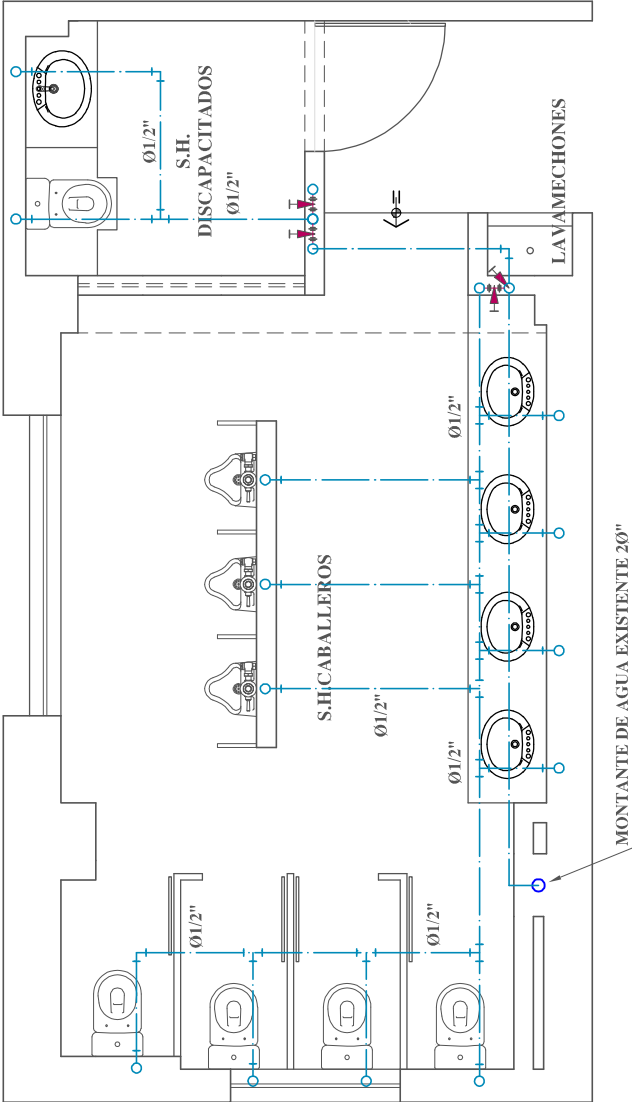 S.H.
DISCAPACITADOS
Ø1/2"
Ø1/2"
LAVAMECHONES
Ø1/2"
S.H.CABALLEROS
Ø1/2"
Ø1/2"
Ø1/2"
Ø1/2"
MONTANTE DE AGUA EXISTENTE 2Ø"